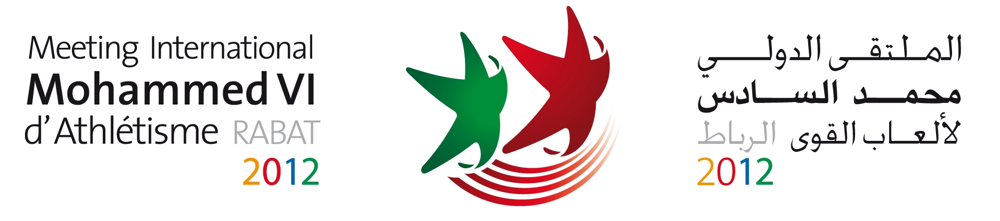 Meeting International
Mohammed VI
d'Athlétisme RABAT
2012
الملتقى الدولي
محمد السادس
لألعاب القوى الرباط
2012